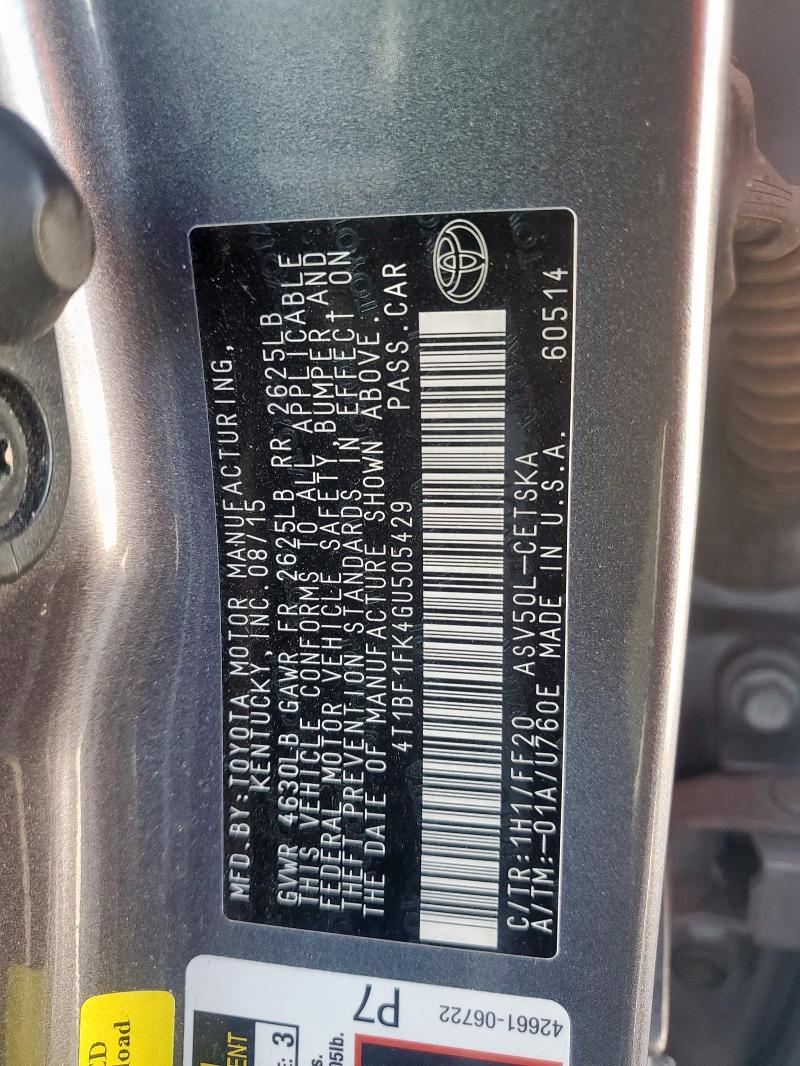 MFD.BY:TOYOTA MOTOR MANUFACTURING,
KENTUCKY, INC. 08/15
GVWR 4630LB GAWR FR 2625LB RR 2625LB
THIS VEHICLE CONFORMS TO ALL APPLICABLE
FEDERAL MOTOR VEHICLE SAFETY, BUMPER, AND
THEFT PREVENTION STANDARDS IN EFFECT ON
THE DATE OF MANUFACTURE SHOWN ABOVE.
4T1BF1FK4GU505429 PASS.CAR
C/TR:1H1/FF20 ASV50L-CETSKA
A/TM:-01A/U760E MADE IN U.S.A. 60514
P7
42661-06722
3
05lb.
oad